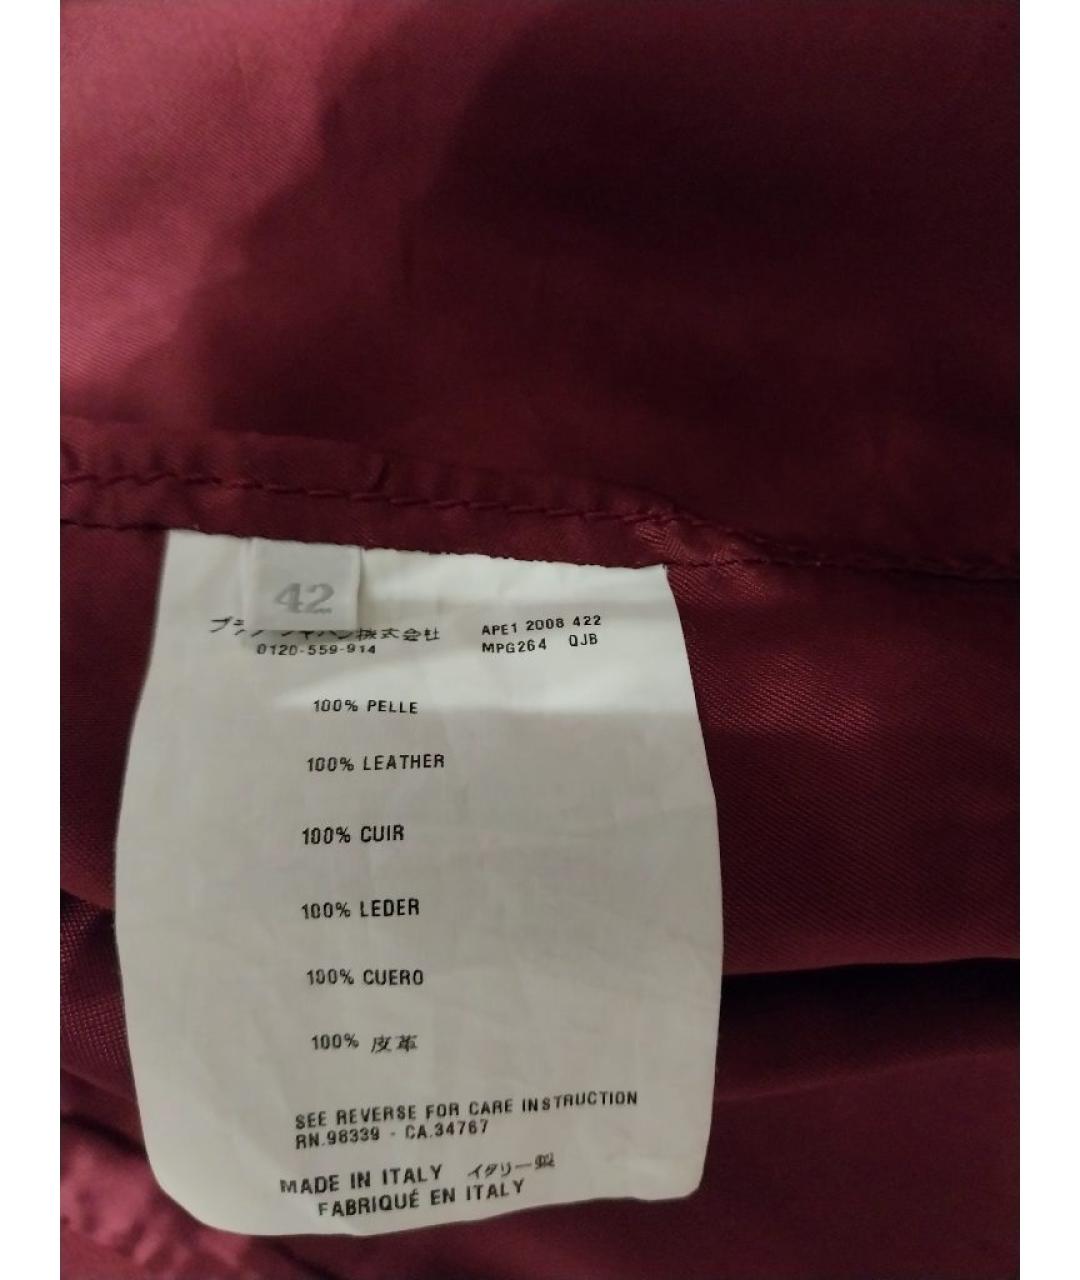 42
プラダジャパン株式会社
0120-559-914
APE1 2008 422
MPG264 QJB
100% PELLE
100% LEATHER
100% CUIR
100% LEDER
100% CUERO
100% 皮革
SEE REVERSE FOR CARE INSTRUCTION
RN.98339 - CA.34767
MADE IN ITALY イタリー製
FABRIQUÉ EN ITALY